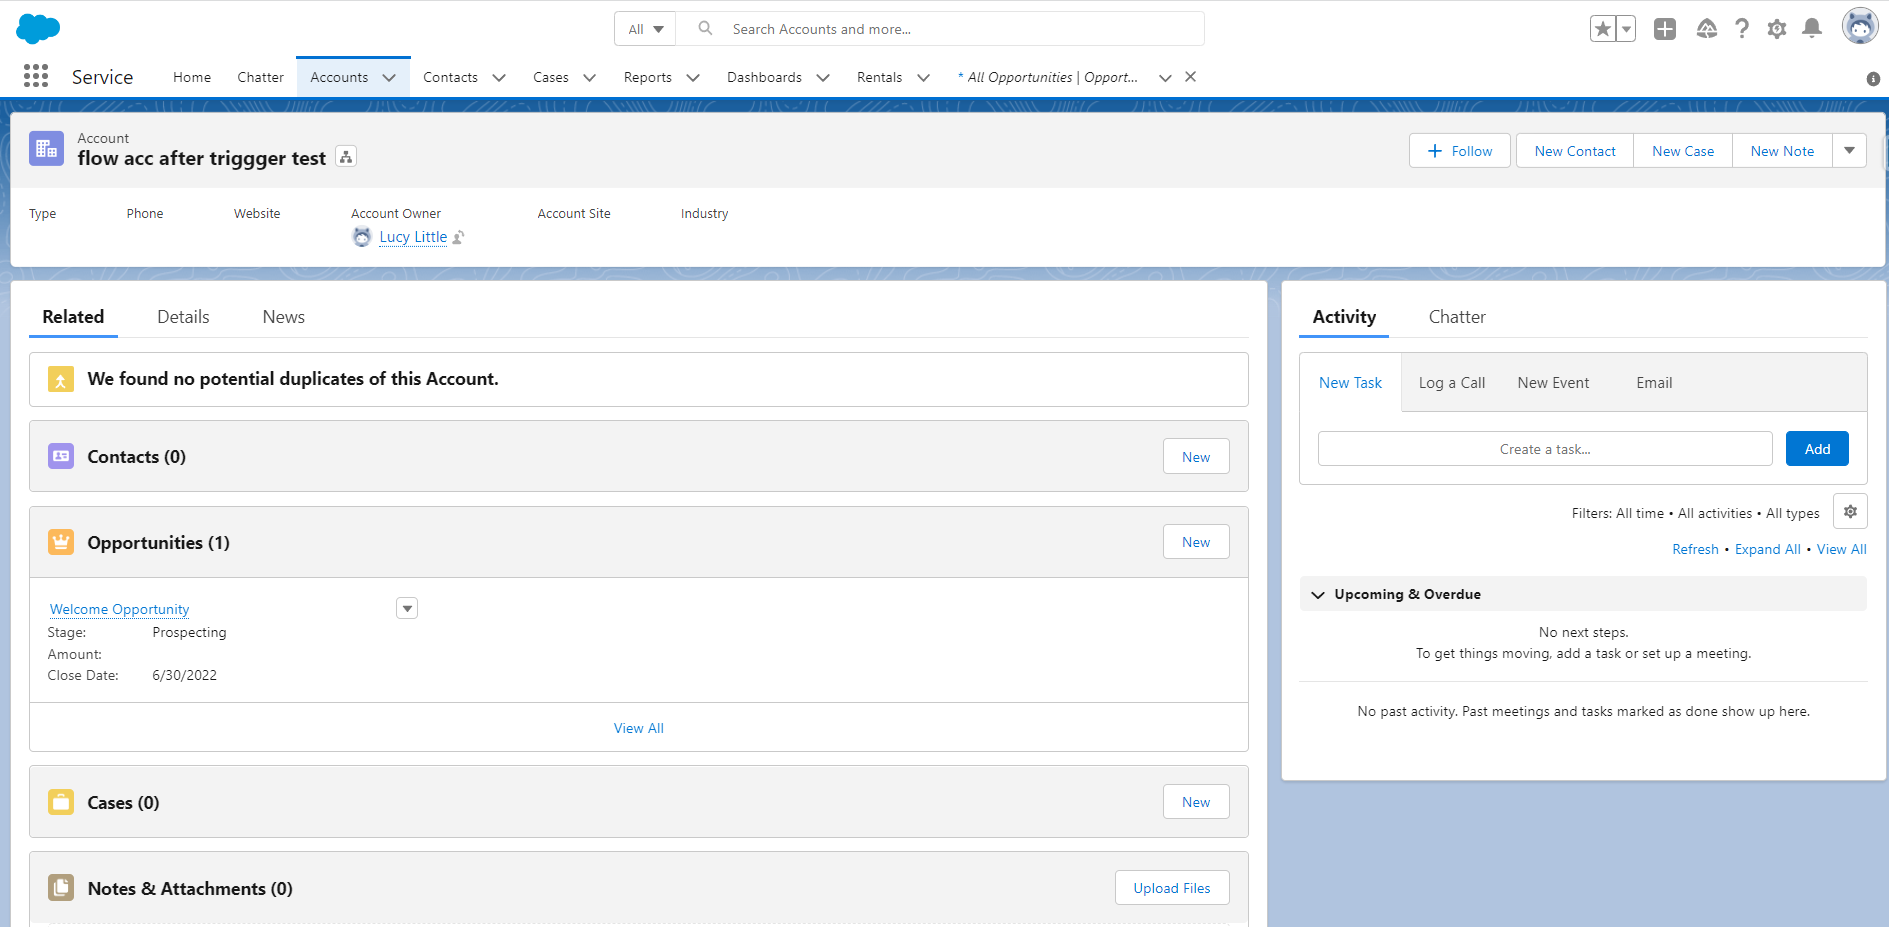 All
Search Accounts and more...
Service
Home
Chatter
Accounts
Contacts
Cases
Reports
Dashboards
Rentals
* All Opportunities | Opport...
Account
flow acc after triggger test
Follow
New Contact
New Case
New Note
Type
Phone
Website
Account Owner
Account Site
Industry
Lucy Little
Related
Details
News
We found no potential duplicates of this Account.
Contacts (0)
New
Opportunities (1)
New
Welcome Opportunity
Stage: Prospecting
Amount:
Close Date: 6/30/2022
View All
Cases (0)
New
Notes & Attachments (0)
Upload Files
Activity
Chatter
New Task
Log a Call
New Event
Email
Create a task...
Add
Filters: All time • All activities • All types
Refresh • Expand All • View All
Upcoming & Overdue
No next steps.
To get things moving, add a task or set up a meeting.
No past activity. Past meetings and tasks marked as done show up here.